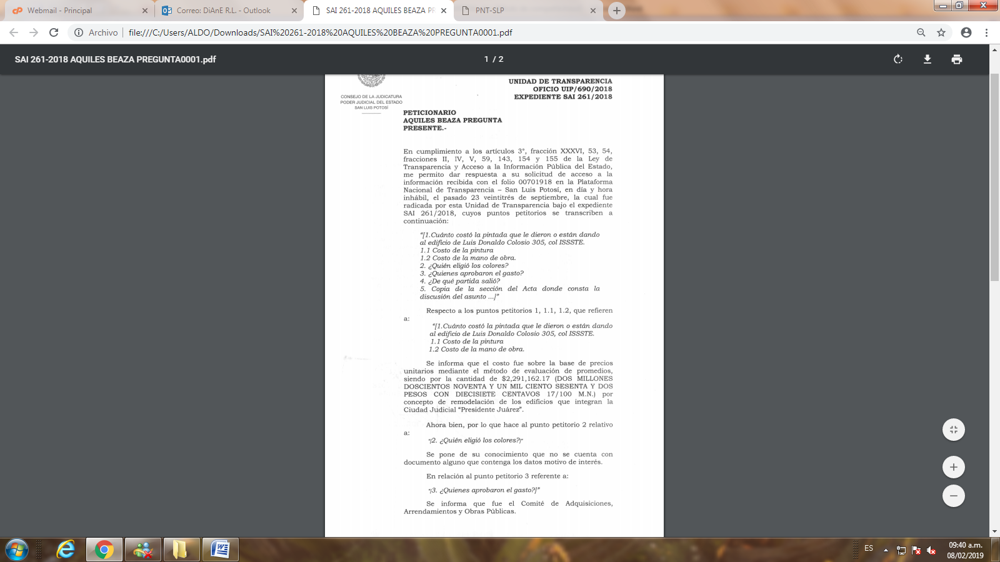 Webmail - Principal
Correo: DiAnE R.L. - Outlook
SAI 261-2018 AQUILES BEAZA PR
PNT-SLP
Archivo
file:///C:/Users/ALDO/Downloads/SAI%20261-2018%20AQUILES%20BEAZA%20PREGUNTA0001.pdf
SAI 261-2018 AQUILES BEAZA PREGUNTA0001.pdf
1 / 2
CONSEJO DE LA JUDICATURA
PODER JUDICIAL DEL ESTADO
SAN LUIS POTOSÍ
UNIDAD DE TRANSPARENCIA
OFICIO UIP/690/2018
EXPEDIENTE SAI 261/2018
PETICIONARIO
AQUILES BEAZA PREGUNTA
PRESENTE.-
En cumplimiento a los artículos 3°, fracción XXXVI, 53, 54,
fracciones II, IV, V, 59, 143, 154 y 155 de la Ley de
Transparencia y Acceso a la Información Pública del Estado,
me permito dar respuesta a su solicitud de acceso a la
información recibida con el folio 00701918 en la Plataforma
Nacional de Transparencia – San Luis Potosí, en día y hora
inhábil, el pasado 23 veintitrés de septiembre, la cual fue
radicada por esta Unidad de Transparencia bajo el expediente
SAI 261/2018, cuyos puntos petitorios se transcriben a
continuación:
“[1.Cuánto costó la pintada que le dieron o están dando
al edificio de Luis Donaldo Colosio 305, col ISSSTE.
1.1 Costo de la pintura
1.2 Costo de la mano de obra.
2. ¿Quién eligió los colores?
3. ¿Quienes aprobaron el gasto?
4. ¿De qué partida salió?
5. Copia de la sección del Acta donde consta la
discusión del asunto ...]”
Respecto a los puntos petitorios 1, 1.1, 1.2, que refieren
a:
“[1.Cuánto costó la pintada que le dieron o están dando
al edificio de Luis Donaldo Colosio 305, col ISSSTE.
1.1 Costo de la pintura
1.2 Costo de la mano de obra.
Se informa que el costo fue sobre la base de precios
unitarios mediante el método de evaluación de promedios,
siendo por la cantidad de $2,291,162.17 (DOS MILLONES
DOSCIENTOS NOVENTA Y UN MIL CIENTO SESENTA Y DOS
PESOS CON DIECISIETE CENTAVOS 17/100 M.N.) por
concepto de remodelación de los edificios que integran la
Ciudad Judicial “Presidente Juárez”.
Ahora bien, por lo que hace al punto petitorio 2 relativo
a:
“[2. ¿Quién eligió los colores?]”
Se pone de su conocimiento que no se cuenta con
documento alguno que contenga los datos motivo de interés.
En relación al punto petitorio 3 referente a:
“[3. ¿Quienes aprobaron el gasto?]”
Se informa que fue el Comité de Adquisiciones,
Arrendamientos y Obras Públicas.
ES
09:40 a.m.
08/02/2019